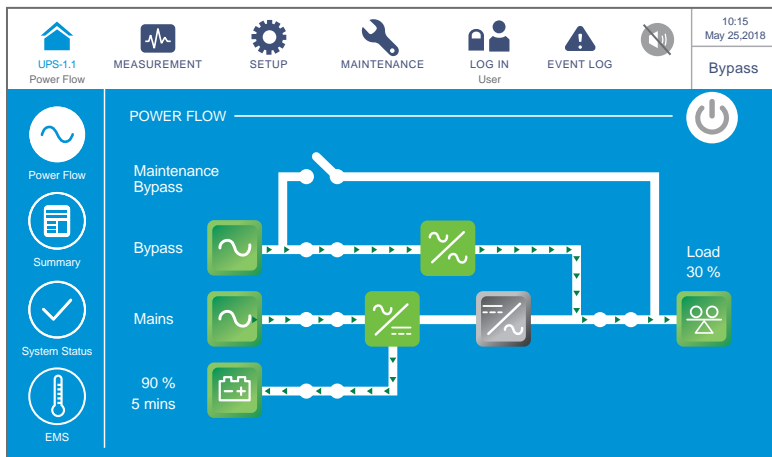 UPS-1.1
Power Flow
MEASUREMENT
SETUP
MAINTENANCE
LOG IN
User
EVENT LOG
10:15
May 25,2018
Bypass
Power Flow
Summary
System Status
EMS
POWER FLOW
Maintenance
Bypass
Bypass
Load
30 %
Mains
90 %
5 mins